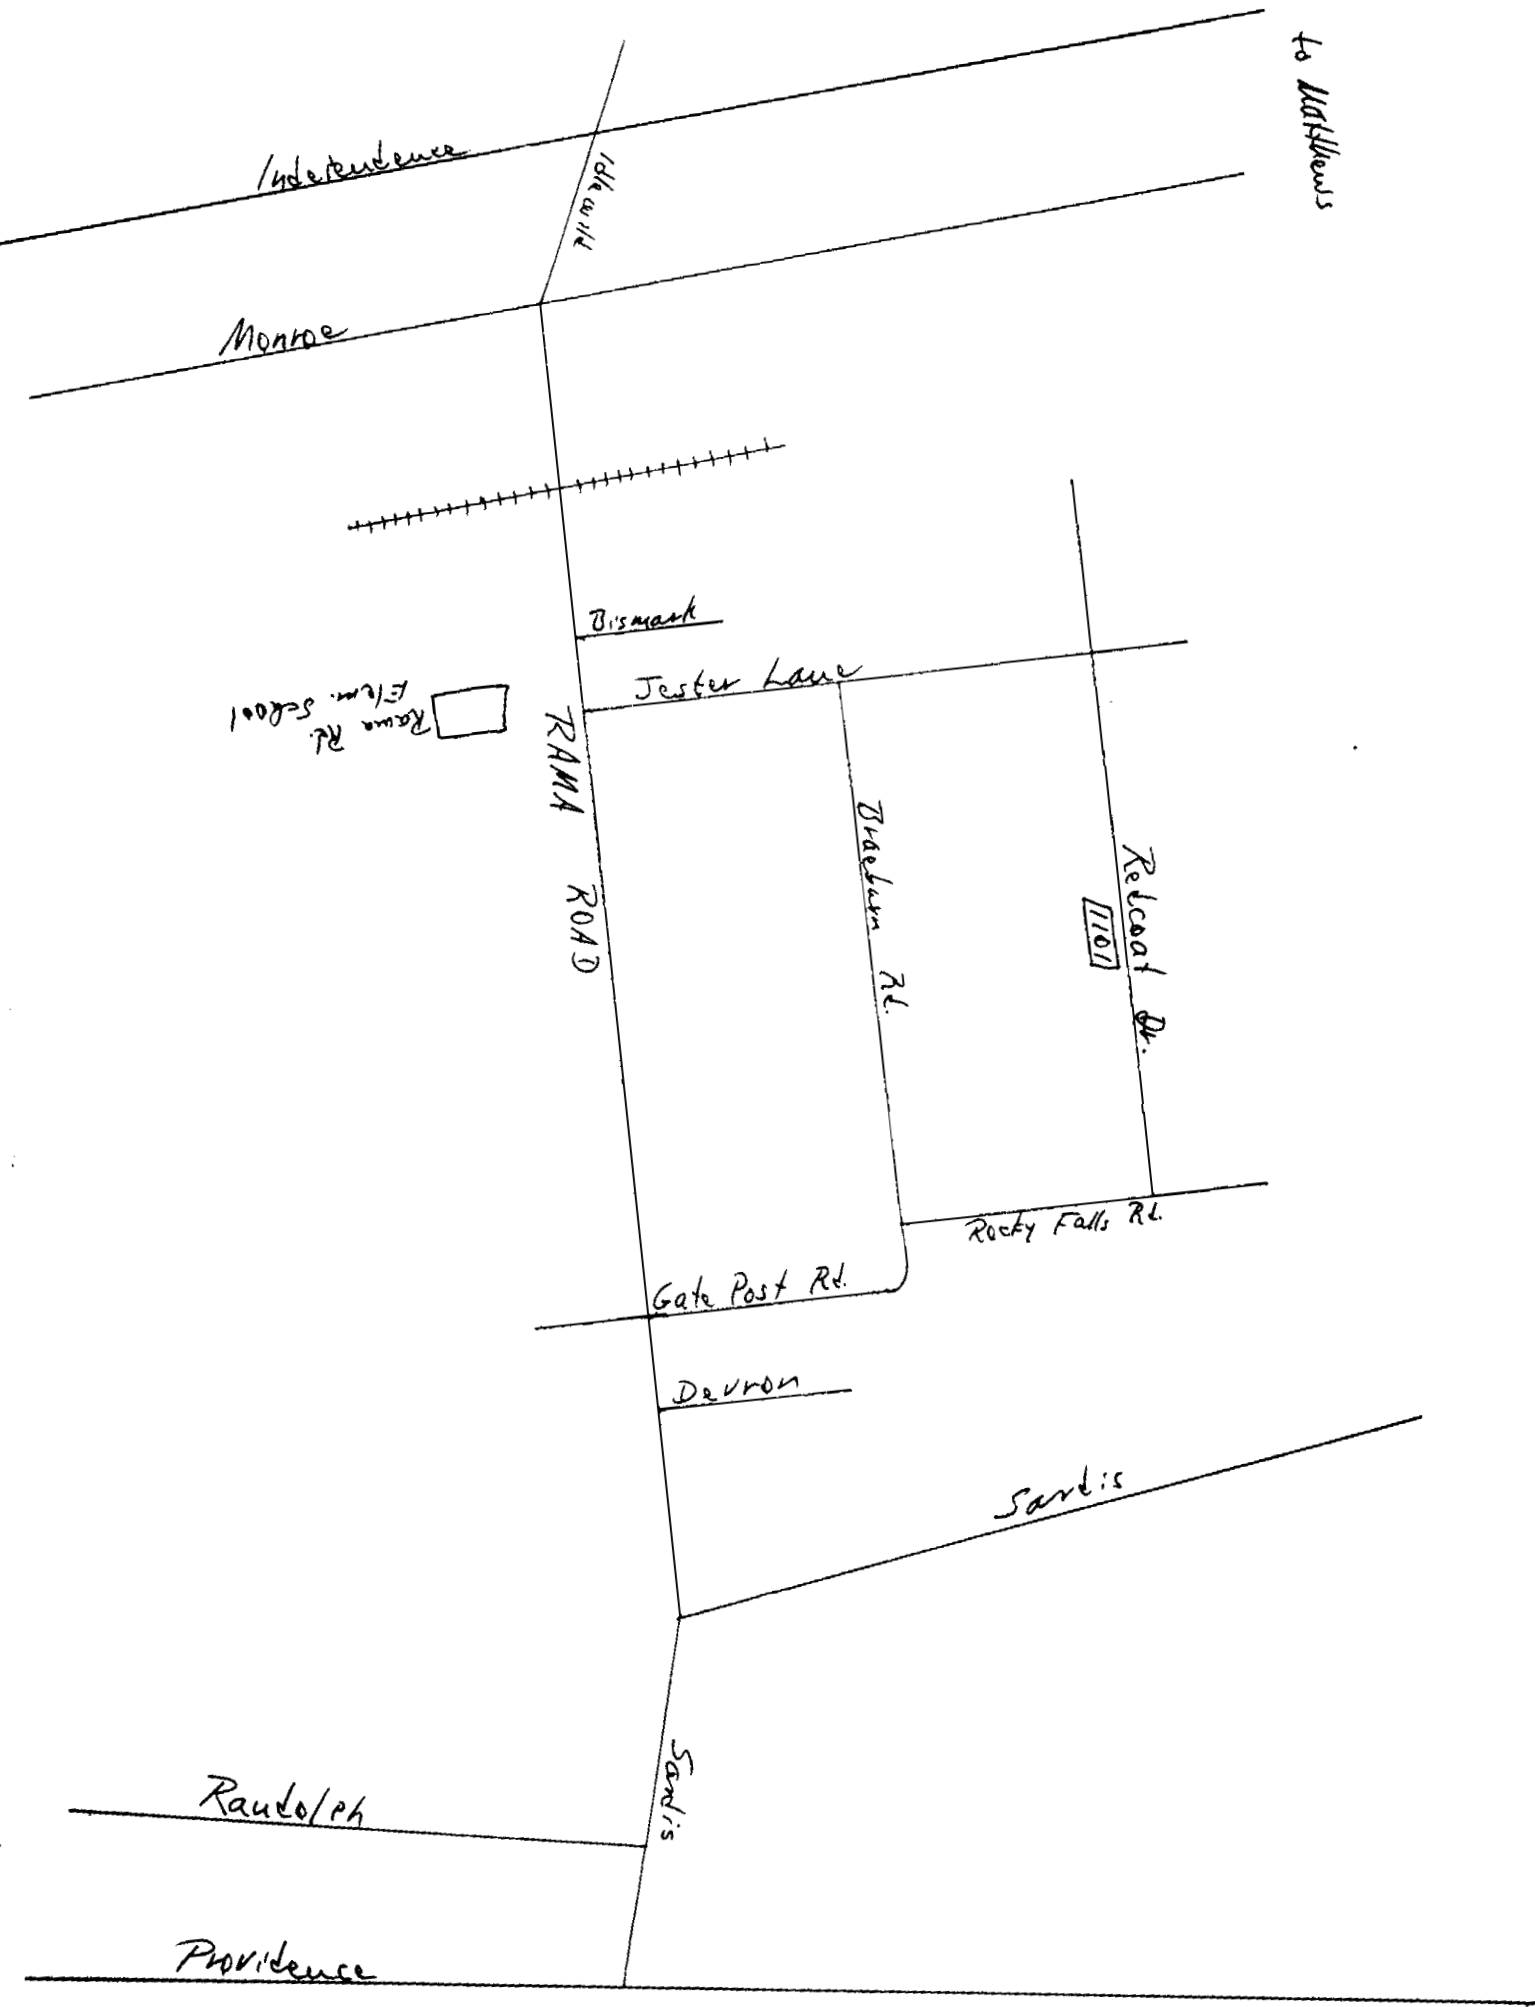 to Matthews
Independence
Idlewild
Monroe
Bismark
Jester Lane
Rama Rd.
Elem. School
RAMA ROAD
Braeburn Rd.
Redcoat Dr.
1101
Rocky Falls Rd.
Gate Post Rd.
Devron
Sardis
Sardis
Randolph
Providence